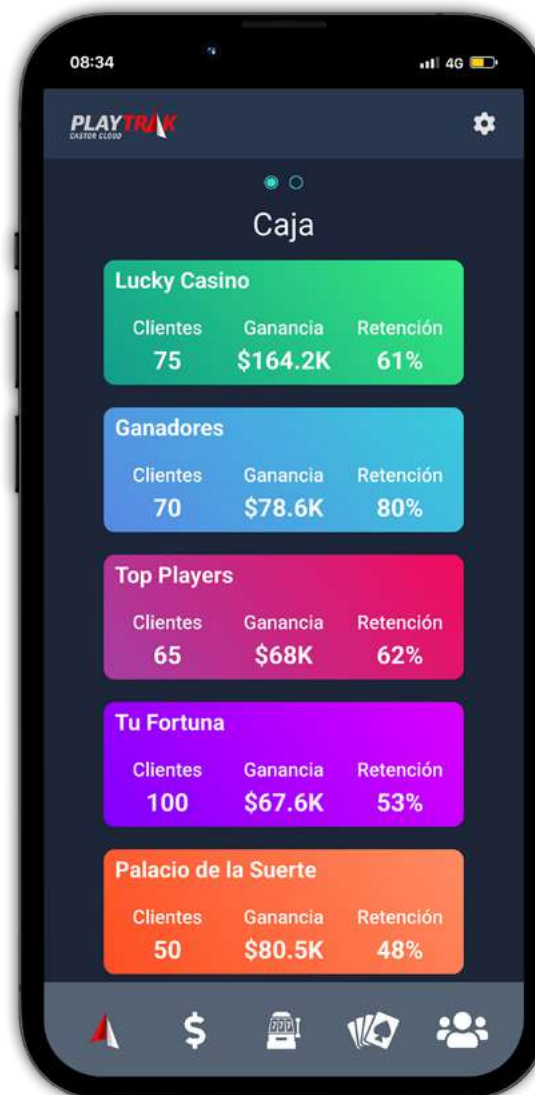 08:34
4G
PLAYTRAK
CASTOR CLOUD
Caja
Lucky Casino
Clientes Ganancia Retención
75 $164.2K 61%
Ganadores
Clientes Ganancia Retención
70 $78.6K 80%
Top Players
Clientes Ganancia Retención
65 $68K 62%
Tu Fortuna
Clientes Ganancia Retención
100 $67.6K 53%
Palacio de la Suerte
Clientes Ganancia Retención
50 $80.5K 48%
$
777